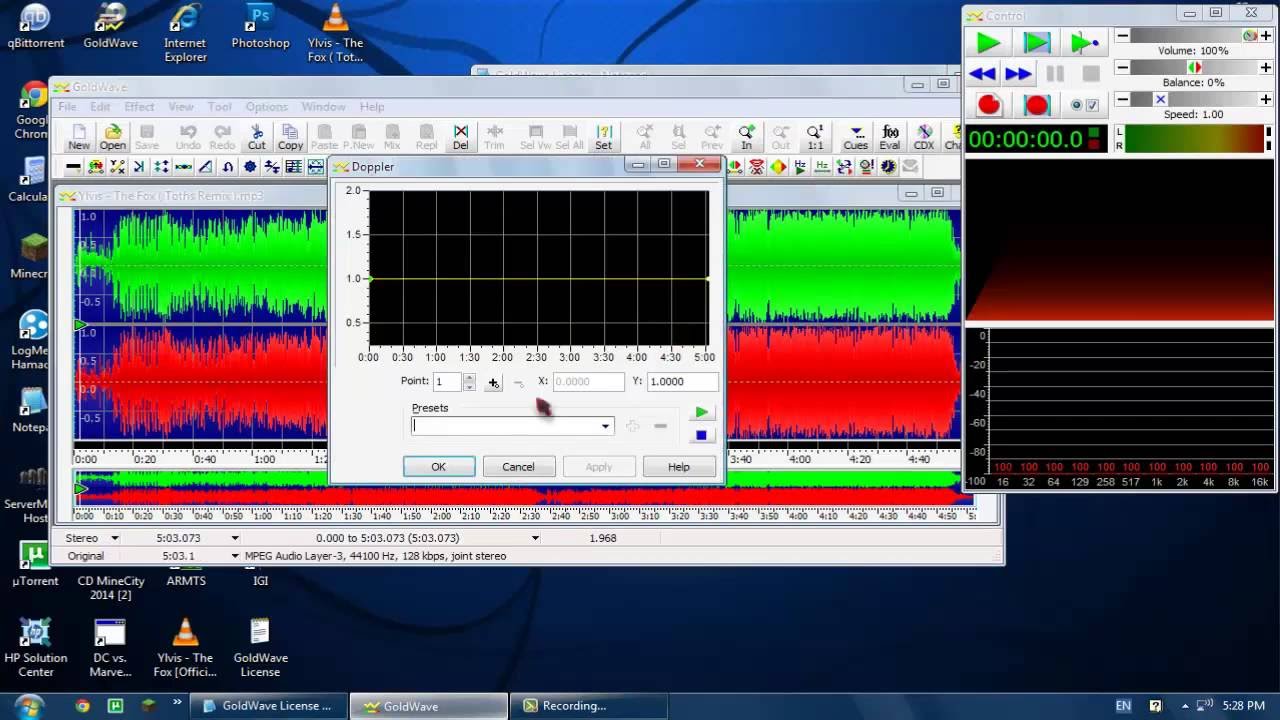 qBittorrent
GoldWave
Internet
Explorer
Photoshop
Ylvis - The
Fox ( Tot...
Google
Chrom
Calcula
Minecr
LogMe
Hamac
Notepa
ServerM
Host
µTorrent
CD MineCity
2014 [2]
ARMTS
IGI
HP Solution
Center
DC vs.
Marve...
Ylvis - The
Fox [Offici...
GoldWave
License
GoldWave
File Edit Effect View Tool Options Window Help
New Open Save Undo Redo Cut Copy Paste P.New Mix Repl Del Trim Sel Vw Sel All Set All Sel Prev In Out 1:1 Cues Eval CDX Cha
Ylvis - The Fox ( Toths Remix ).mp3
1.0
0.5
-0.5
1.0
0.5
0.0
-0.5
0:00 0:20 0:40 1:00 1:2
3:40 4:00 4:20 4:40
0:00 0:10 0:20 0:30 0:40 0:50 1:00 1:10 1:20 1:30 1:40 1:50 2:00 2:10 2:20 2:30 2:40 2:50 3:00 3:10 3:20 3:30 3:40 3:50 4:00 4:10 4:20 4:30 4:40 4:50 5:
Stereo 5:03.073 0.000 to 5:03.073 (5:03.073) 1.968
Original 5:03.1 MPEG Audio Layer-3, 44100 Hz, 128 kbps, joint stereo
Doppler
2.0
1.5
1.0
0.5
0:00 0:30 1:00 1:30 2:00 2:30 3:00 3:30 4:00 4:30 5:00
Point: 1 X: 0.0000 Y: 1.0000
Presets
OK Cancel Apply Help
Control
Volume: 100%
Balance: 0%
Speed: 1.00
00:00:00.0
L
R
0
-20
-40
-60
-80
-100
100 100 100 100 100 100 100 100 100 100 100
16 32 64 129 258 517 1k 2k 4k 8k 16k
GoldWave License ...
GoldWave
Recording...
EN
5:28 PM